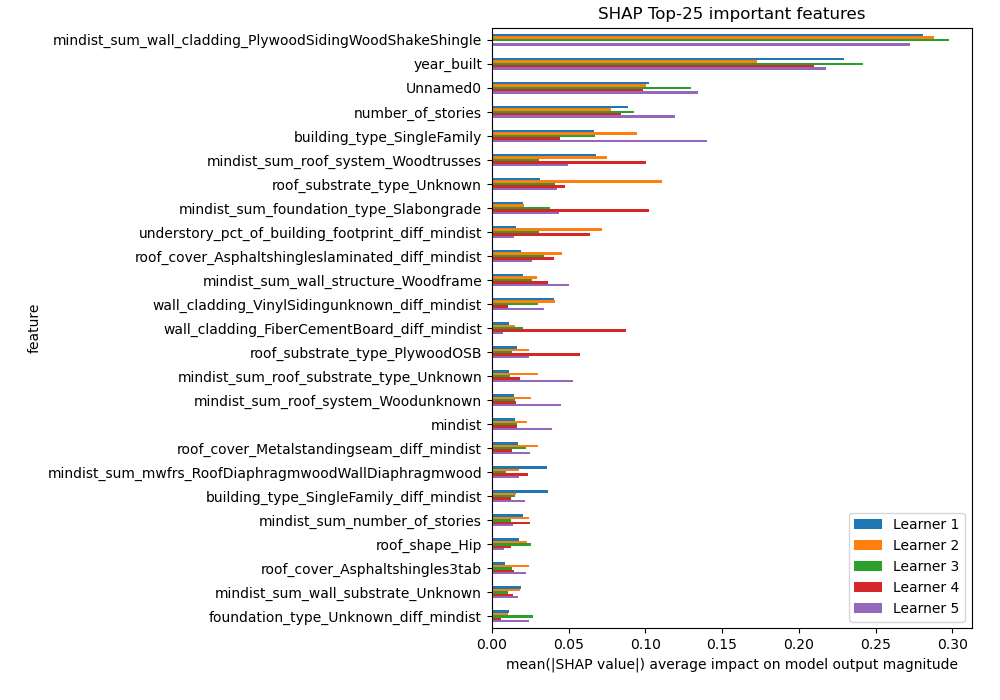 SHAP Top-25 important features
mindist_sum_wall_cladding_PlywoodSidingWoodShakeShingle
year_built
Unnamed0
number_of_stories
building_type_SingleFamily
mindist_sum_roof_system_Woodtrusses
roof_substrate_type_Unknown
mindist_sum_foundation_type_Slabongrade
understory_pct_of_building_footprint_diff_mindist
roof_cover_Asphaltshingleslaminated_diff_mindist
mindist_sum_wall_structure_Woodframe
wall_cladding_VinylSidingunknown_diff_mindist
wall_cladding_FiberCementBoard_diff_mindist
roof_substrate_type_PlywoodOSB
mindist_sum_roof_substrate_type_Unknown
mindist_sum_roof_system_Woodunknown
mindist
roof_cover_Metalstandingseam_diff_mindist
mindist_sum_mwfrs_RoofDiaphragmwoodWallDiaphragmwood
building_type_SingleFamily_diff_mindist
mindist_sum_number_of_stories
roof_shape_Hip
roof_cover_Asphaltshingles3tab
mindist_sum_wall_substrate_Unknown
foundation_type_Unknown_diff_mindist
feature
Learner 1
Learner 2
Learner 3
Learner 4
Learner 5
0.00 0.05 0.10 0.15 0.20 0.25 0.30
mean(|SHAP value|) average impact on model output magnitude